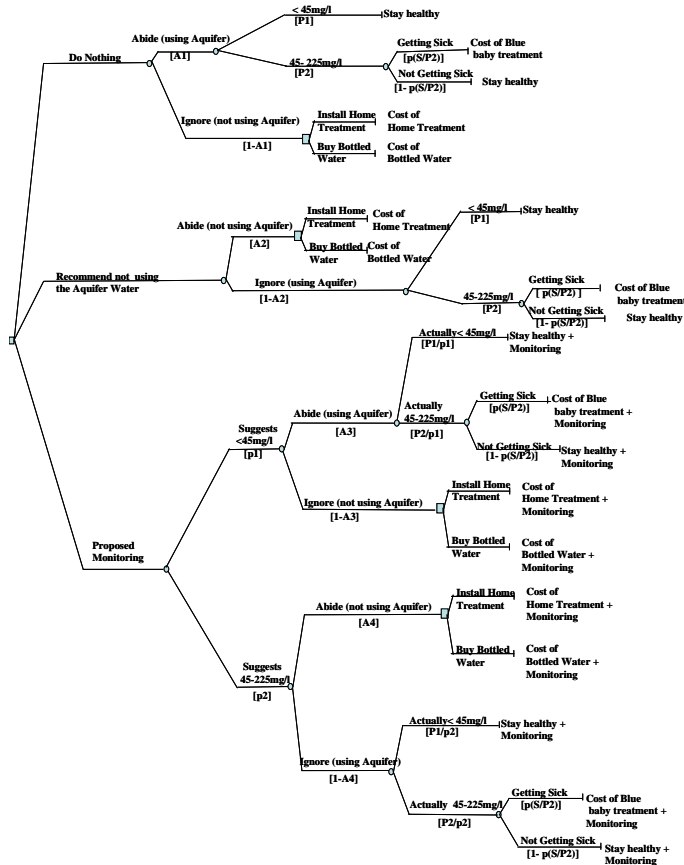 < 45mg/l
[P1]
Stay healthy
Abide (using Aquifer)
[A1]
Do Nothing
45- 225mg/l
[P2]
Getting Sick
[p(S/P2)]
Cost of Blue
baby treatment
Not Getting Sick
[1- p(S/P2)]
Stay healthy
Ignore (not using Aquifer)
[1-A1]
Install Home
Treatment
Cost of
Home Treatment
Buy Bottled
Water
Cost of
Bottled Water
Abide (not using Aquifer)
[A2]
Install Home
Treatment
Cost of
Home Treatment
Buy Bottled
Water
Cost of
Bottled Water
< 45mg/l
[P1]
Stay healthy
Recommend not using
the Aquifer Water
Ignore (using Aquifer)
[1-A2]
45-225mg/l
[P2]
Getting Sick
[ p(S/P2) ]
Cost of Blue
baby treatment
Not Getting Sick
[1- p(S/P2)]
Stay healthy
Actually< 45mg/l
[P1/p1]
Stay healthy +
Monitoring
Suggests
<45mg/l
[p1]
Abide (using Aquifer)
[A3]
Actually
45-225mg/l
[P2/p1]
Getting Sick
[p(S/P2)]
Cost of Blue
baby treatment +
Monitoring
Not Getting Sick
[1- p(S/P2)]
Stay healthy +
Monitoring
Ignore (not using Aquifer)
[1-A3]
Install Home
Treatment
Cost of
Home Treatment +
Monitoring
Buy Bottled
Water
Cost of
Bottled Water +
Monitoring
Proposed
Monitoring
Abide (not using Aquifer)
[A4]
Install Home
Treatment
Cost of
Home Treatment +
Monitoring
Buy Bottled
Water
Cost of
Bottled Water +
Monitoring
Suggests
45-225mg/l
[p2]
Ignore (using Aquifer)
[1-A4]
Actually< 45mg/l
[P1/p2]
Stay healthy +
Monitoring
Actually 45-225mg/l
[P2/p2]
Getting Sick
[p(S/P2)]
Cost of Blue
baby treatment +
Monitoring
Not Getting Sick
[1- p(S/P2)]
Stay healthy +
Monitoring